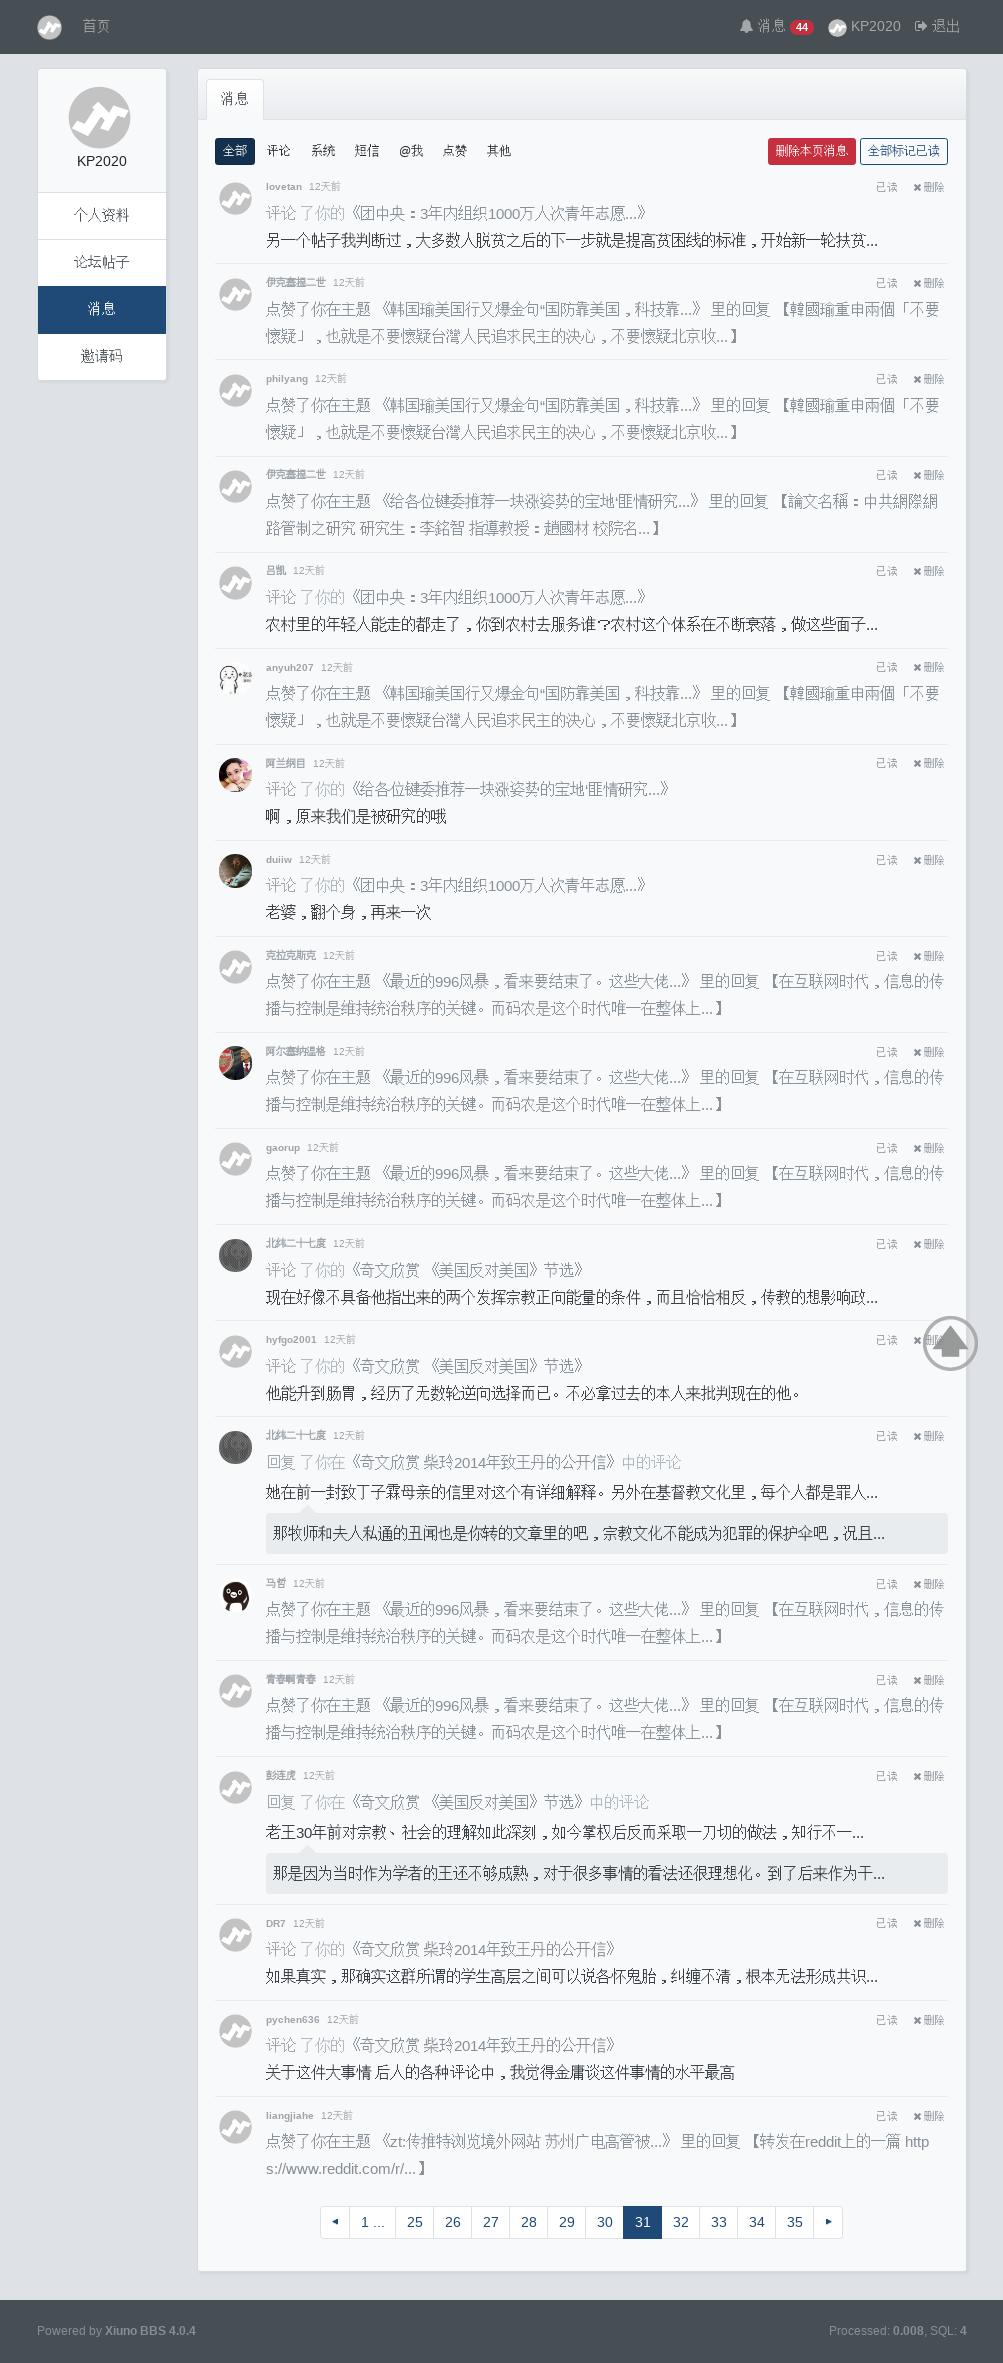 首页
消息 44 KP2020 退出
KP2020
个人资料
论坛帖子
消息
邀请码
消息
全部 评论 系统 短信 @我 点赞 其他
删除本页消息 全部标记已读
lovetan 12天前 已读 ✖删除
评论 了你的《团中央：3年内组织1000万人次青年志愿...》
另一个帖子我判断过，大多数人脱贫之后的下一步就是提高贫困线的标准，开始新一轮扶贫...
伊克塞揾二世 12天前 已读 ✖删除
点赞了你在主题 《韩国瑜美国行又爆金句“国防靠美国，科技靠...》 里的回复 【韓國瑜重申兩個「不要
懷疑」，也就是不要懷疑台灣人民追求民主的决心，不要懷疑北京收...】
philyang 12天前 已读 ✖删除
点赞了你在主题 《韩国瑜美国行又爆金句“国防靠美国，科技靠...》 里的回复 【韓國瑜重申兩個「不要
懷疑」，也就是不要懷疑台灣人民追求民主的决心，不要懷疑北京收...】
伊克塞揾二世 12天前 已读 ✖删除
点赞了你在主题 《给各位键委推荐一块涨姿势的宝地‘匪情研究...》 里的回复 【論文名稱：中共網際網
路管制之研究 研究生：李銘智 指導教授：趙國材 校院名...】
吕凯 12天前 已读 ✖删除
评论 了你的《团中央：3年内组织1000万人次青年志愿...》
农村里的年轻人能走的都走了，你到农村去服务谁？农村这个体系在不断衰落，做这些面子...
anyuh207 12天前 已读 ✖删除
点赞了你在主题 《韩国瑜美国行又爆金句“国防靠美国，科技靠...》 里的回复 【韓國瑜重申兩個「不要
懷疑」，也就是不要懷疑台灣人民追求民主的决心，不要懷疑北京收...】
阿兰纲目 12天前 已读 ✖删除
评论 了你的《给各位键委推荐一块涨姿势的宝地‘匪情研究...》
啊，原来我们是被研究的哦
duiiw 12天前 已读 ✖删除
评论 了你的《团中央：3年内组织1000万人次青年志愿...》
老婆，翻个身，再来一次
克拉克斯克 12天前 已读 ✖删除
点赞了你在主题 《最近的996风暴，看来要结束了。这些大佬...》 里的回复 【在互联网时代，信息的传
播与控制是维持统治秩序的关键。而码农是这个时代唯一在整体上...】
阿尔塞纳温格 12天前 已读 ✖删除
点赞了你在主题 《最近的996风暴，看来要结束了。这些大佬...》 里的回复 【在互联网时代，信息的传
播与控制是维持统治秩序的关键。而码农是这个时代唯一在整体上...】
gaorup 12天前 已读 ✖删除
点赞了你在主题 《最近的996风暴，看来要结束了。这些大佬...》 里的回复 【在互联网时代，信息的传
播与控制是维持统治秩序的关键。而码农是这个时代唯一在整体上...】
北纬二十七度 12天前 已读 ✖删除
评论 了你的《奇文欣赏 《美国反对美国》节选》
现在好像不具备他指出来的两个发挥宗教正向能量的条件，而且恰恰相反，传教的想影响政...
hyfgo2001 12天前 已读 ✖删除
评论 了你的《奇文欣赏 《美国反对美国》节选》
他能升到肠胃，经历了无数轮逆向选择而已。不必拿过去的本人来批判现在的他。
北纬二十七度 12天前 已读 ✖删除
回复 了你在《奇文欣赏 柴玲2014年致王丹的公开信》中的评论
她在前一封致丁子霖母亲的信里对这个有详细解释。另外在基督教文化里，每个人都是罪人...
那牧师和夫人私通的丑闻也是你转的文章里的吧，宗教文化不能成为犯罪的保护伞吧，况且...
马哲 12天前 已读 ✖删除
点赞了你在主题 《最近的996风暴，看来要结束了。这些大佬...》 里的回复 【在互联网时代，信息的传
播与控制是维持统治秩序的关键。而码农是这个时代唯一在整体上...】
青春啊青春 12天前 已读 ✖删除
点赞了你在主题 《最近的996风暴，看来要结束了。这些大佬...》 里的回复 【在互联网时代，信息的传
播与控制是维持统治秩序的关键。而码农是这个时代唯一在整体上...】
彭连虎 12天前 已读 ✖删除
回复 了你在《奇文欣赏 《美国反对美国》节选》中的评论
老王30年前对宗教、社会的理解如此深刻，如今掌权后反而采取一刀切的做法，知行不一...
那是因为当时作为学者的王还不够成熟，对于很多事情的看法还很理想化。到了后来作为干...
DR7 12天前 已读 ✖删除
评论 了你的《奇文欣赏 柴玲2014年致王丹的公开信》
如果真实，那确实这群所谓的学生高层之间可以说各怀鬼胎，纠缠不清，根本无法形成共识...
pychen636 12天前 已读 ✖删除
评论 了你的《奇文欣赏 柴玲2014年致王丹的公开信》
关于这件大事情 后人的各种评论中，我觉得金庸谈这件事情的水平最高
liangjiahe 12天前 已读 ✖删除
点赞了你在主题 《zt:传推特浏览境外网站 苏州广电高管被...》 里的回复 【转发在reddit上的一篇 http
s://www.reddit.com/r/...】
◂ 1 ... 25 26 27 28 29 30 31 32 33 34 35 ▸
Powered by Xiuno BBS 4.0.4
Processed: 0.008, SQL: 4